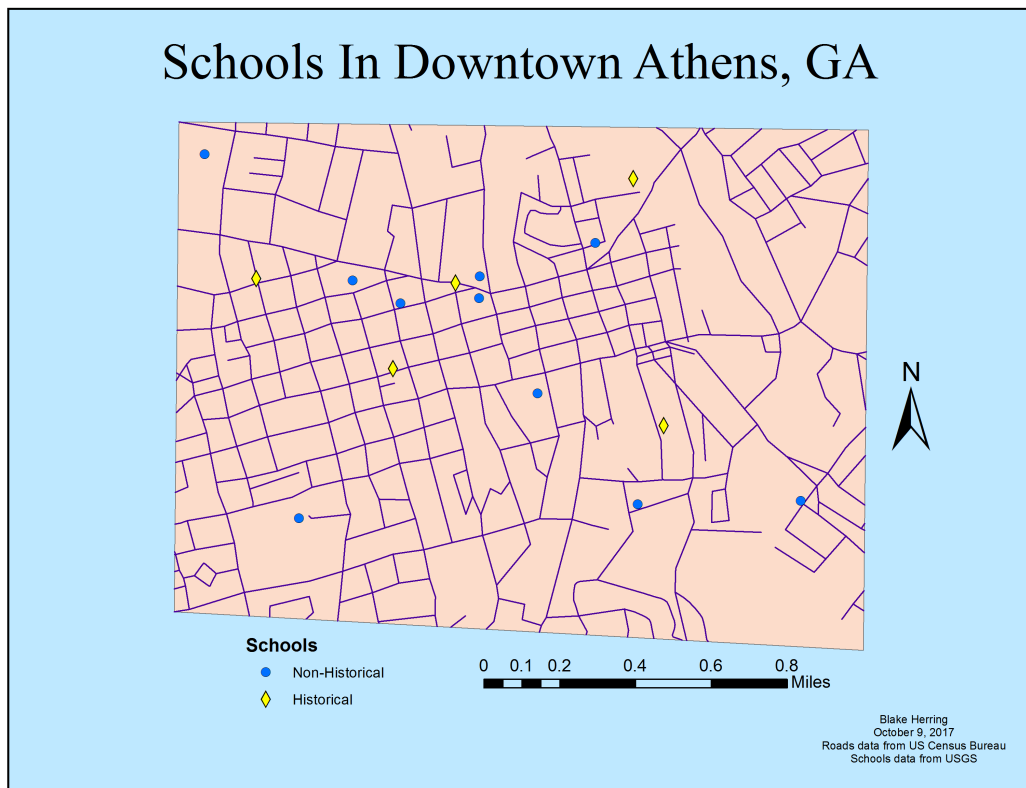 Schools In Downtown Athens, GA
N
Schools
Non-Historical
Historical
0 0.1 0.2 0.4 0.6 0.8
Miles
Blake Herring
October 9, 2017
Roads data from US Census Bureau
Schools data from USGS